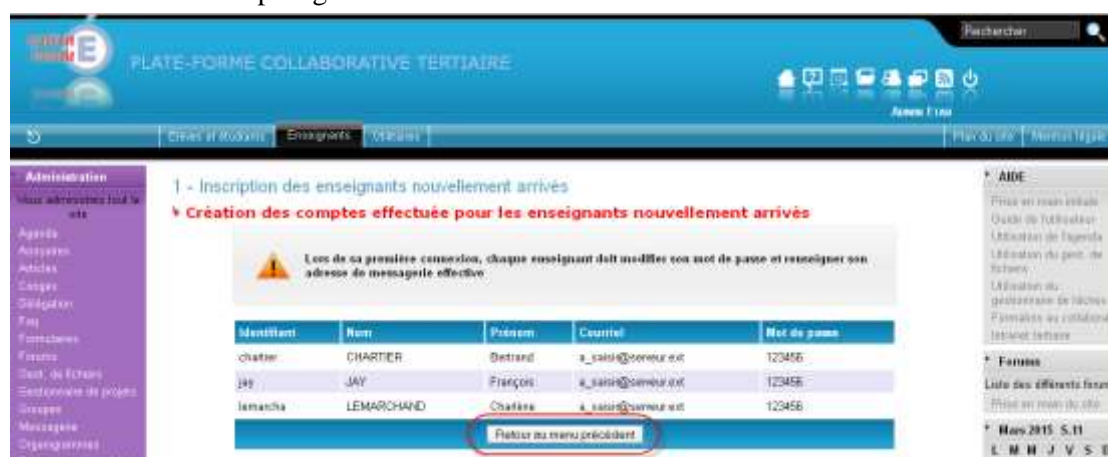 Rechercher
PLATE-FORME COLLABORATIVE TERTIAIRE
Elèves et étudiants Enseignants Utilitaires
Plan du site
Administration
Vous administrez tout le site
Agenda
Annuaires
Articles
Congés
Délégation
Faq
Formulaires
Forums
Gest. de fichiers
Gestionnaire de projets
Groupes
Messagerie
Organigrammes
1 - Inscription des enseignants nouvellement arrivés
Création des comptes effectuée pour les enseignants nouvellement arrivés
Lors de sa première connexion, chaque enseignant doit modifier son mot de passe et renseigner son
adresse de messagerie effective
Identifiant Nom Prénom Courriel Mot de passe
chartier CHARTIER Bertrand a_saisir@serveur.ext 123456
jay JAY François a_saisir@serveur.ext 123456
lemarcha LEMARCHAND Charlène a_saisir@serveur.ext 123456
Retour au menu précédent
AIDE
Prise en main initiale
Guide de l'utilisateur
Utilisation de l'agenda
Utilisation du gest. de
fichiers
Utilisation du
gestionnaire de tâches
Intranet tertiaire
Forums
Liste des différents forum
Prise en main du site
Mars 2015 S.11
L M M J V S D